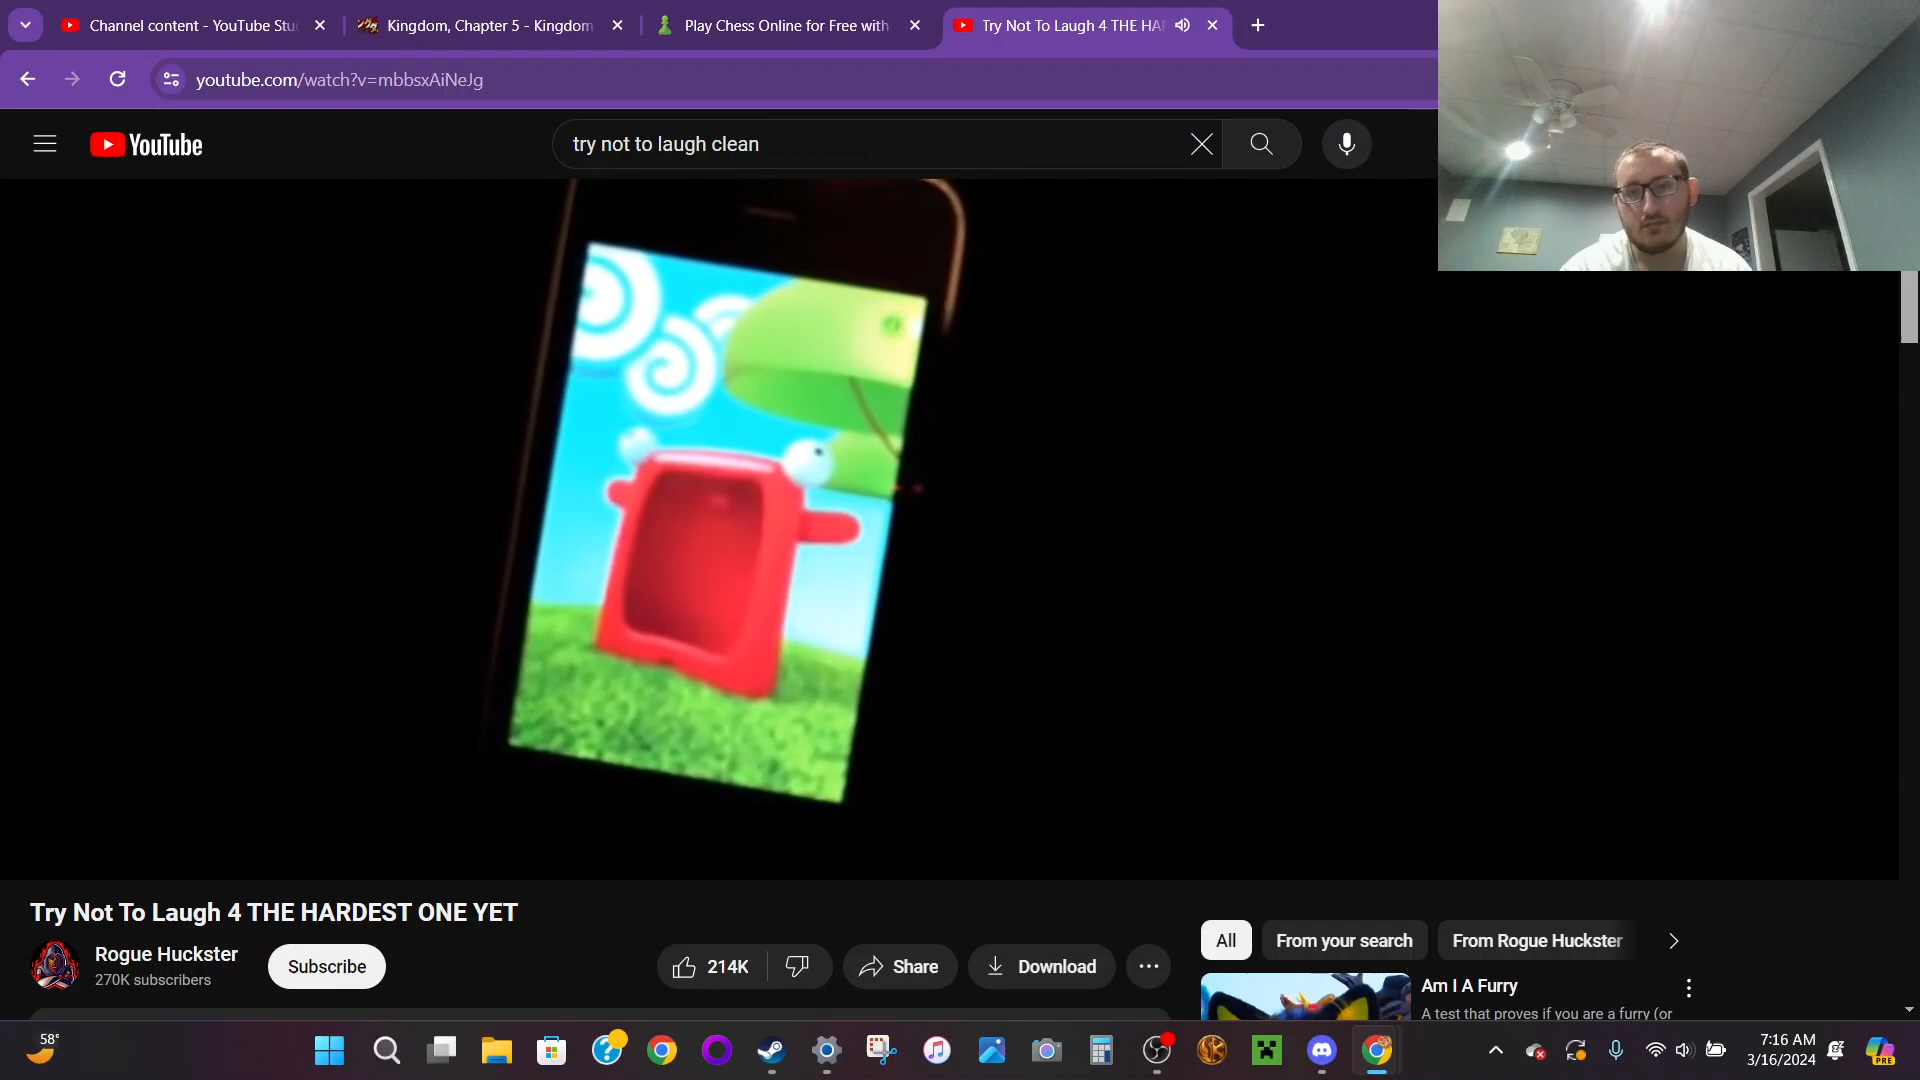 Channel content - YouTube Stu
Kingdom, Chapter 5 - Kingdom
Play Chess Online for Free with
Try Not To Laugh 4 THE HA
youtube.com/watch?v=mbbsxAiNeJg
YouTube
try not to laugh clean
Try Not To Laugh 4 THE HARDEST ONE YET
Rogue Huckster
270K subscribers
Subscribe
214K
Share
Download
All
From your search
From Rogue Huckster
Am I A Furry
A test that proves if you are a furry (or
58°
7:16 AM
3/16/2024
PRE